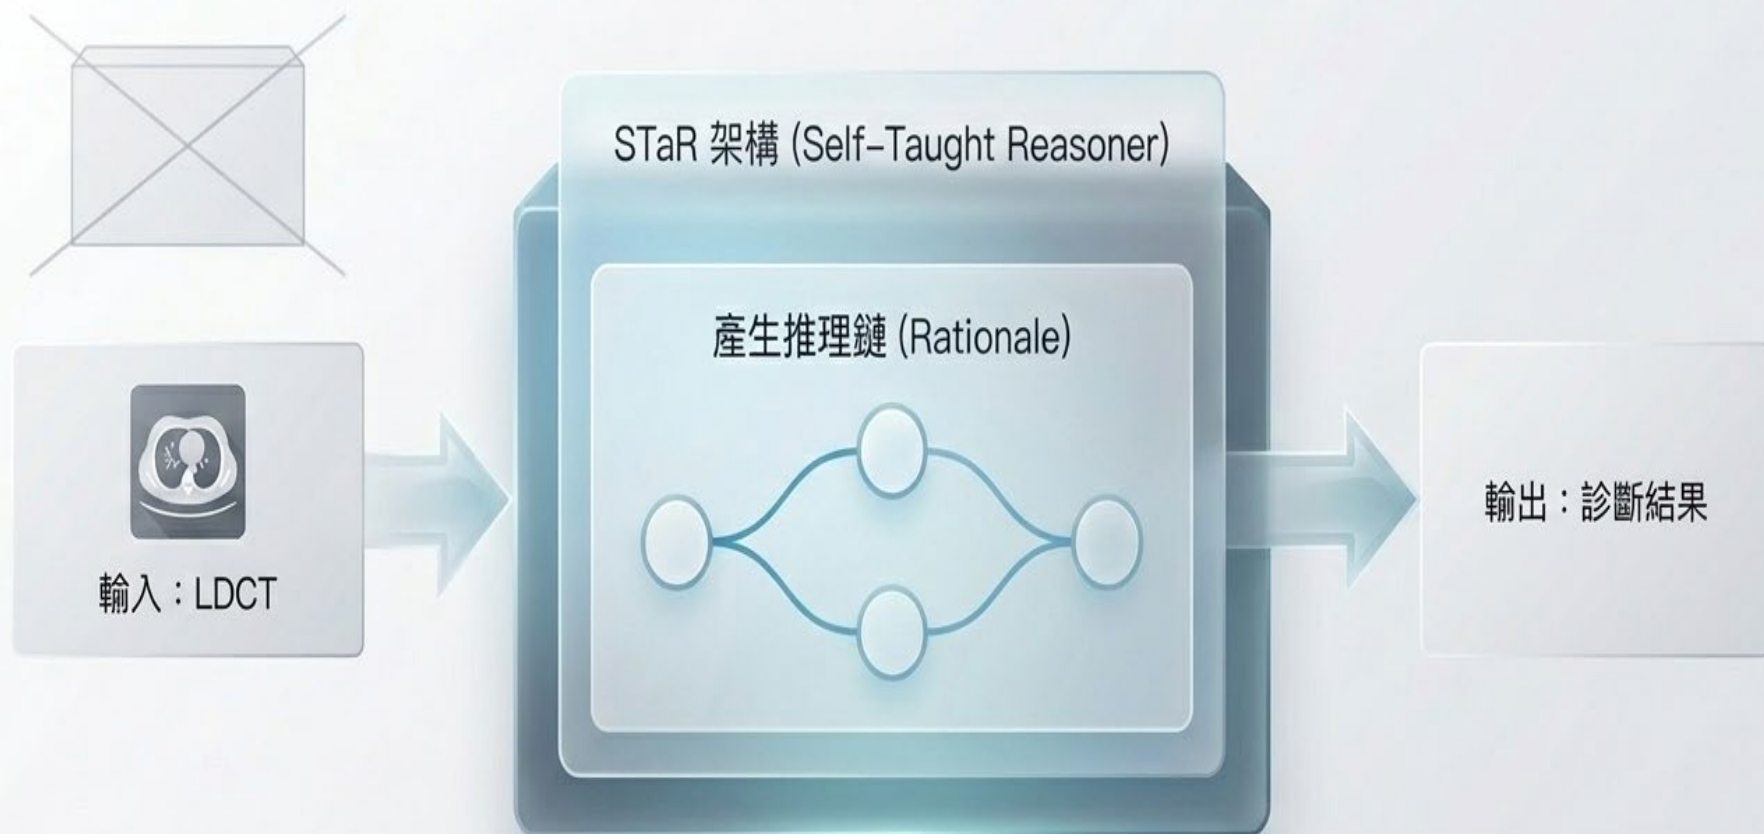 STaR 架構 (Self-Taught Reasoner)
產生推理鏈 (Rationale)
輸入：LDCT
輸出：診斷結果